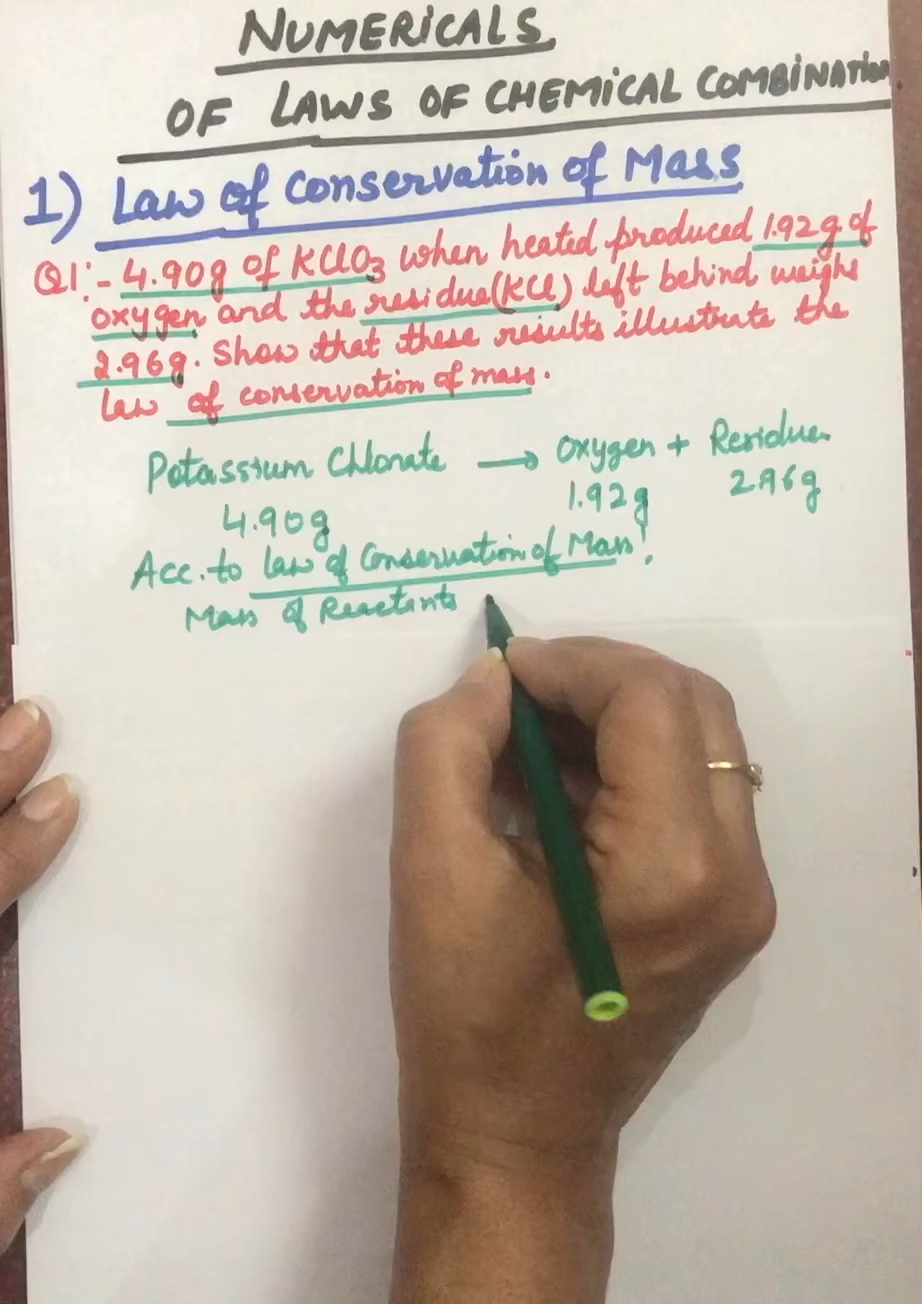 NUMERICALS
OF LAWS OF CHEMICAL COMBINATION
1) Law of Conservation of Mass
Q1:- 4.90g of KClO3 when heated produced 1.92g of
oxygen and the residue(KCl) left behind weighs
2.96g. Show that these results illustrate the
law of conservation of mass.
Potassium Chlorate → Oxygen + Residue
4.90g 1.92g 2.96g
Acc. to law of Conservation of Mass!
Mass of Reactants